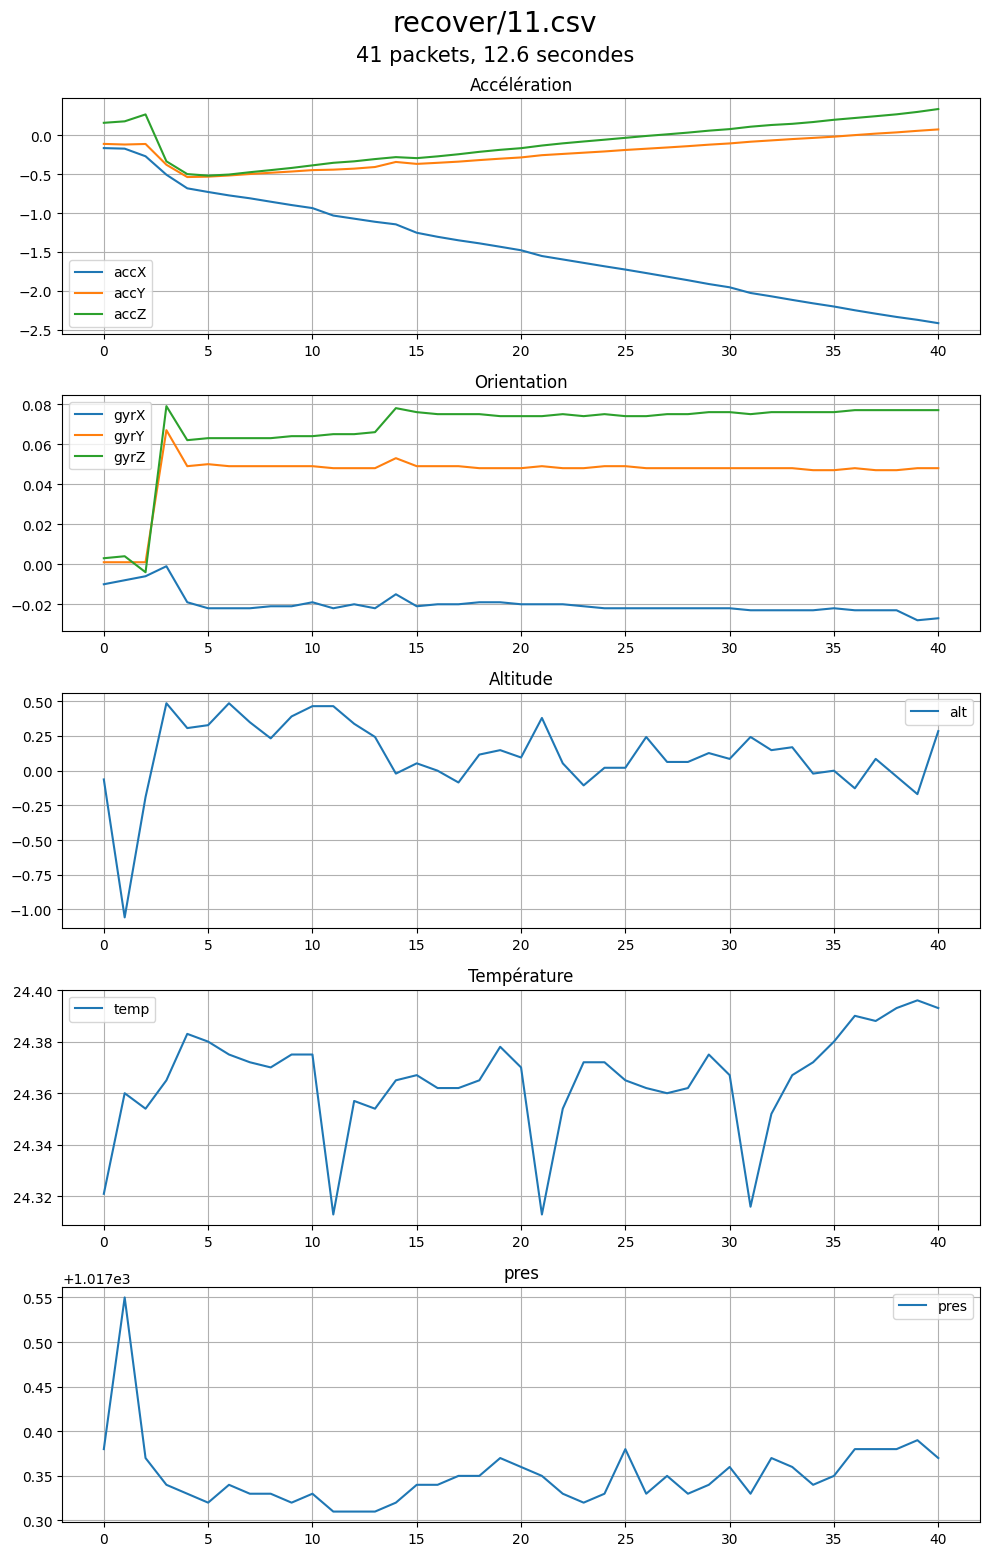 recover/11.csv
41 packets, 12.6 secondes
Accélération
0.0
−0.5
−1.0
−1.5
−2.0
−2.5
accX
accY
accZ
0 5 10 15 20 25 30 35 40
Orientation
0.08
0.06
0.04
0.02
0.00
−0.02
gyrX
gyrY
gyrZ
0 5 10 15 20 25 30 35 40
Altitude
0.50
0.25
0.00
−0.25
−0.50
−0.75
−1.00
alt
0 5 10 15 20 25 30 35 40
Température
24.40
24.38
24.36
24.34
24.32
temp
0 5 10 15 20 25 30 35 40
pres
+1.017e3
0.55
0.50
0.45
0.40
0.35
0.30
pres
0 5 10 15 20 25 30 35 40